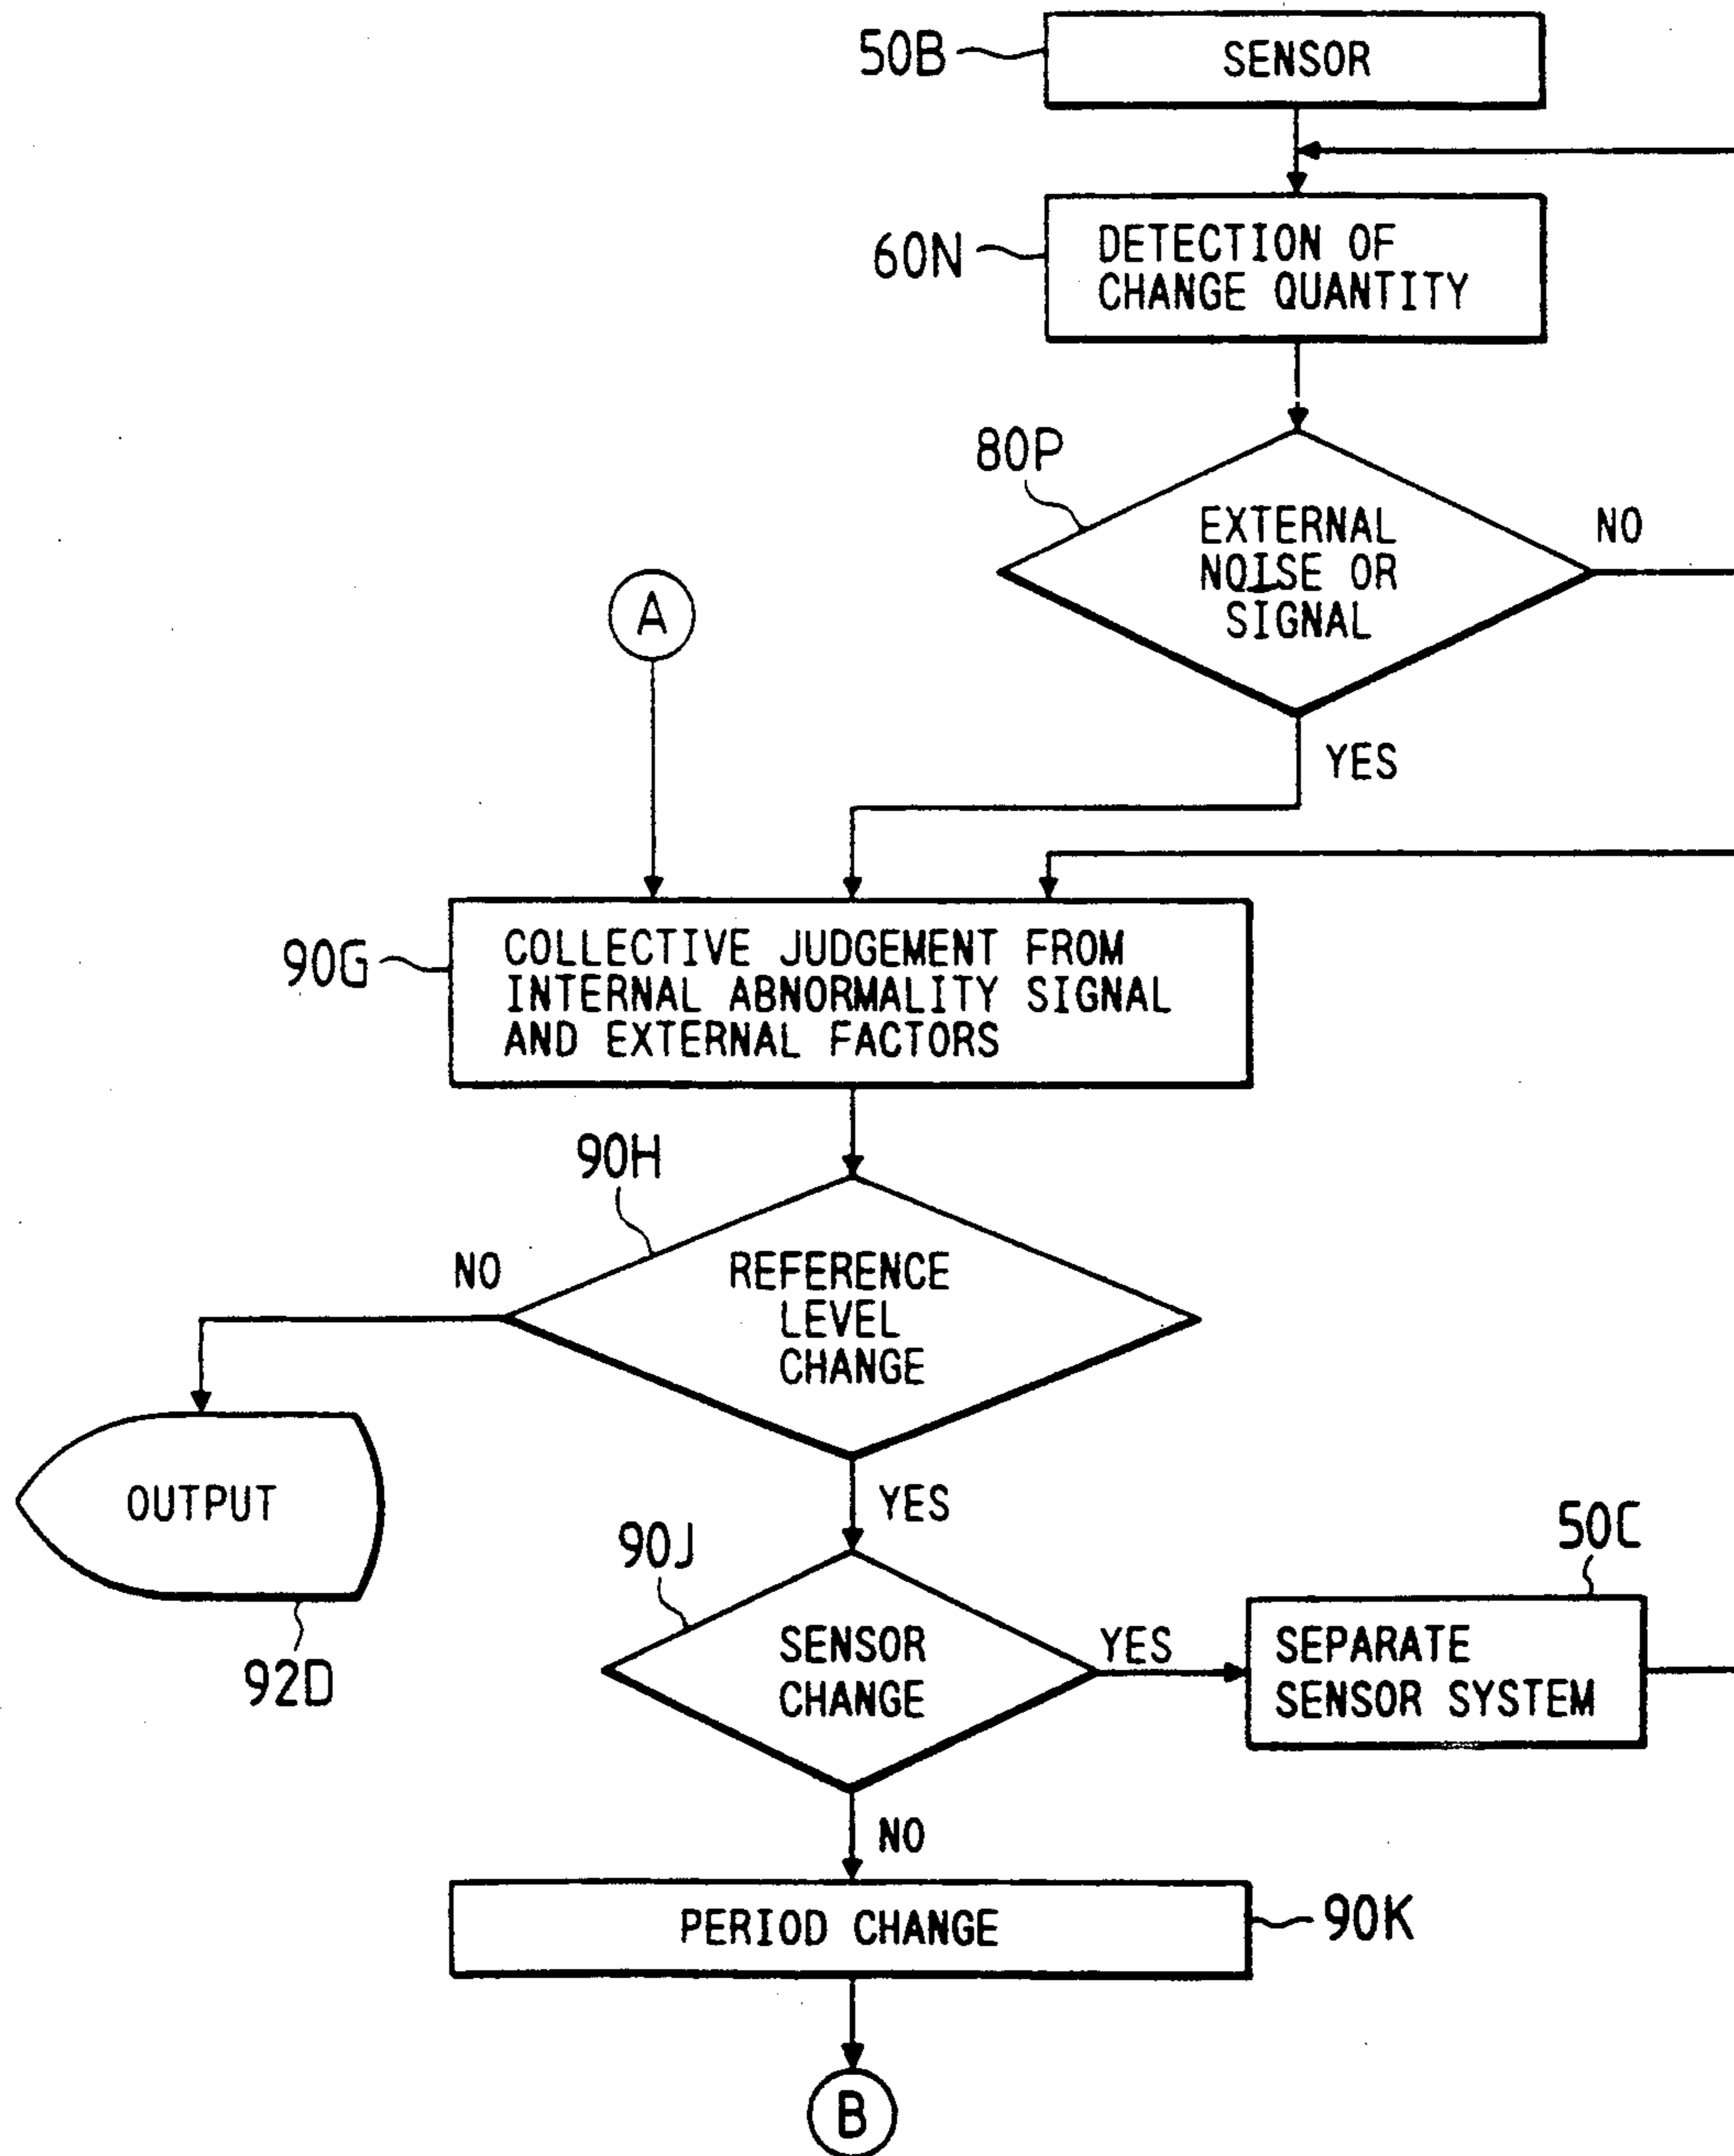 50B
SENSOR
60N
DETECTION OF
CHANGE QUANTITY
80P
EXTERNAL
NOISE OR
SIGNAL
NO
A
YES
90G
COLLECTIVE JUDGEMENT FROM
INTERNAL ABNORMALITY SIGNAL
AND EXTERNAL FACTORS
90H
NO
REFERENCE
LEVEL
CHANGE
OUTPUT
92D
YES
90J
SENSOR
CHANGE
YES
50C
SEPARATE
SENSOR SYSTEM
NO
PERIOD CHANGE
90K
B